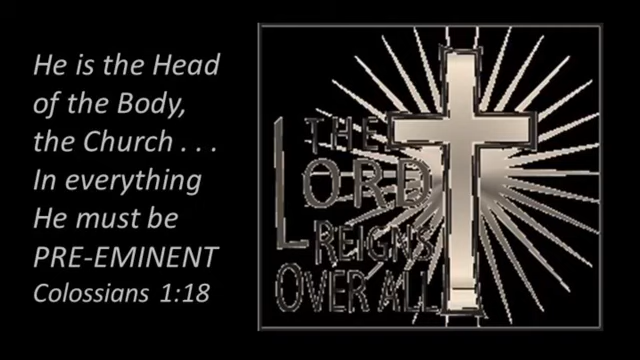 He is the Head
of the Body,
the Church . . .
In everything
He must be
PRE-EMINENT
Colossians 1:18
THE
LORD
REIGNS
OVER ALL